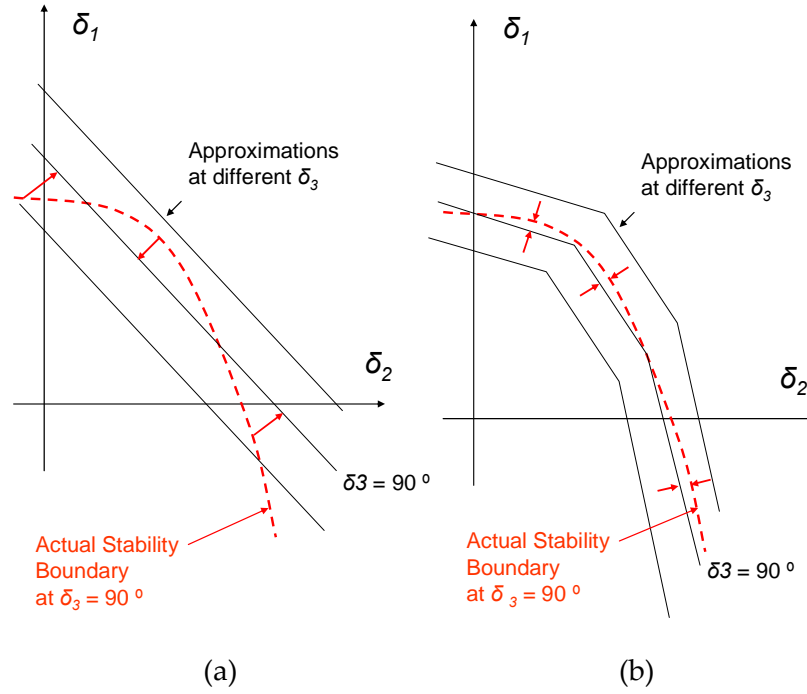 δ1
Approximations
at different δ3
δ2
δ3 = 90 º
Actual Stability
Boundary
at δ3 = 90 º
(a)
δ1
Approximations
at different δ3
δ2
δ3 = 90 º
Actual Stability
Boundary
at δ 3 = 90 º
(b)